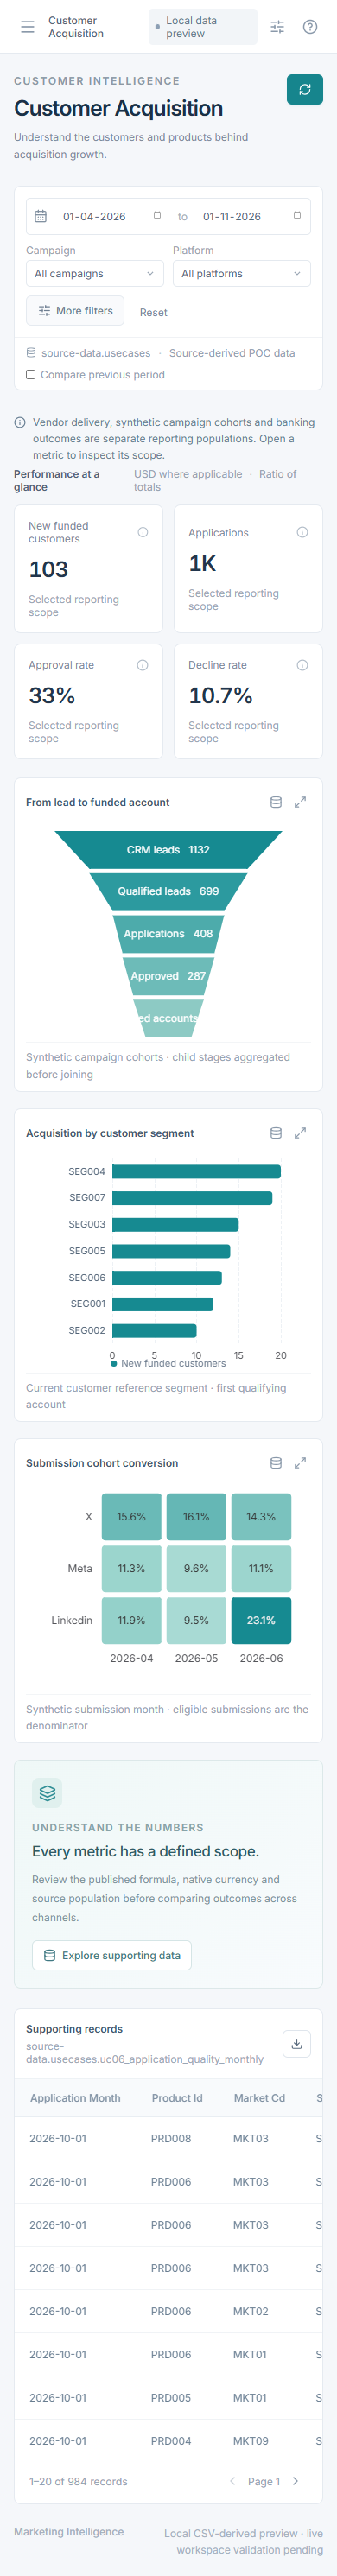 Customer
Acquisition
Local data
preview
CUSTOMER INTELLIGENCE
Customer Acquisition
Understand the customers and products behind
acquisition growth.
01-04-2026 to 01-11-2026
Campaign Platform
All campaigns All platforms
More filters Reset
source-data.usecases · Source-derived POC data
Compare previous period
Vendor delivery, synthetic campaign cohorts and banking
outcomes are separate reporting populations. Open a
metric to inspect its scope.
Performance at a
glance
USD where applicable · Ratio of
totals
New funded
customers
103
Selected reporting
scope
Applications
1K
Selected reporting
scope
Approval rate
33%
Selected reporting
scope
Decline rate
10.7%
Selected reporting
scope
From lead to funded account
CRM leads 1132
Qualified leads 699
Applications 408
Approved 287
ed accounts
Synthetic campaign cohorts · child stages aggregated
before joining
Acquisition by customer segment
SEG004
SEG007
SEG003
SEG005
SEG006
SEG001
SEG002
0 5 10 15 20
New funded customers
Current customer reference segment · first qualifying
account
Submission cohort conversion
X 15.6% 16.1% 14.3%
Meta 11.3% 9.6% 11.1%
Linkedin 11.9% 9.5% 23.1%
2026-04 2026-05 2026-06
Synthetic submission month · eligible submissions are the
denominator
UNDERSTAND THE NUMBERS
Every metric has a defined scope.
Review the published formula, native currency and
source population before comparing outcomes across
channels.
Explore supporting data
Supporting records
source-
data.usecases.uc06_application_quality_monthly
Application Month Product Id Market Cd S
2026-10-01 PRD008 MKT03 S
2026-10-01 PRD006 MKT03 S
2026-10-01 PRD006 MKT03 S
2026-10-01 PRD006 MKT03 S
2026-10-01 PRD006 MKT02 S
2026-10-01 PRD006 MKT01 S
2026-10-01 PRD005 MKT01 S
2026-10-01 PRD004 MKT09 S
1–20 of 984 records Page 1
Marketing Intelligence
Local CSV-derived preview · live
workspace validation pending